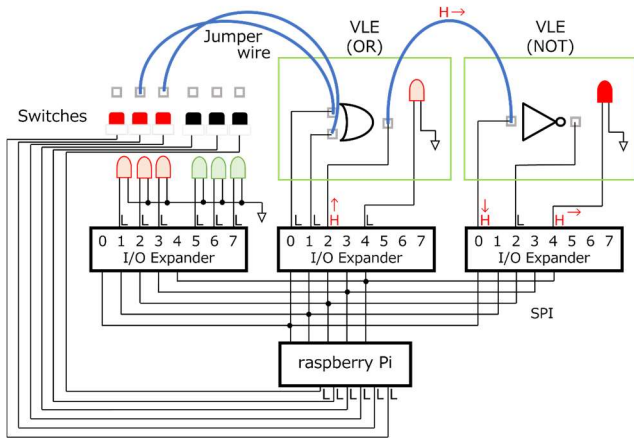 VLE
(OR)
H→
VLE
(NOT)
Jumper
wire
Switches
L L L L L L
L L ↑ H L
↓ H L H →
0 1 2 3 4 5 6 7
I/O Expander
0 1 2 3 4 5 6 7
I/O Expander
0 1 2 3 4 5 6 7
I/O Expander
SPI
raspberry Pi
L L L L L L